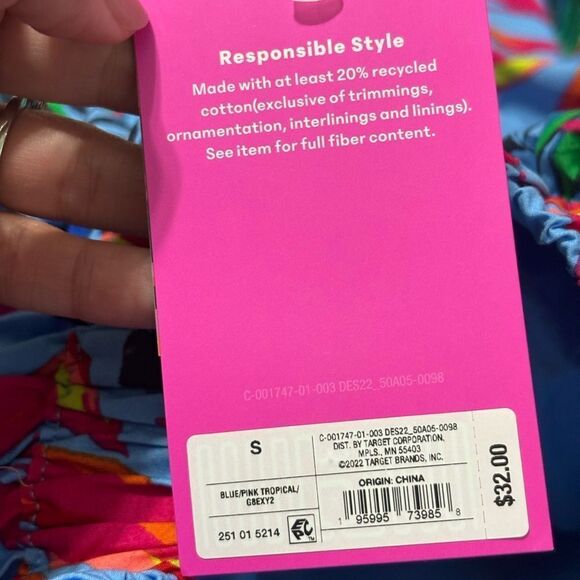 Responsible Style
Made with at least 20% recycled
cotton(exclusive of trimmings,
ornamentation, interlinings and linings).
See item for full fiber content.
C-001747-01-003 DES22_50A05-0098
S
C-001747-01-003 DES22_50A05-0098
DIST. BY TARGET CORPORATION,
MPLS., MN 55403
©2022 TARGET BRANDS, INC.
BLUE/PINK TROPICAL/
G8EXY2
ORIGIN: CHINA
1 95995 73985 8
251 01 5214
EPC™
$32.00